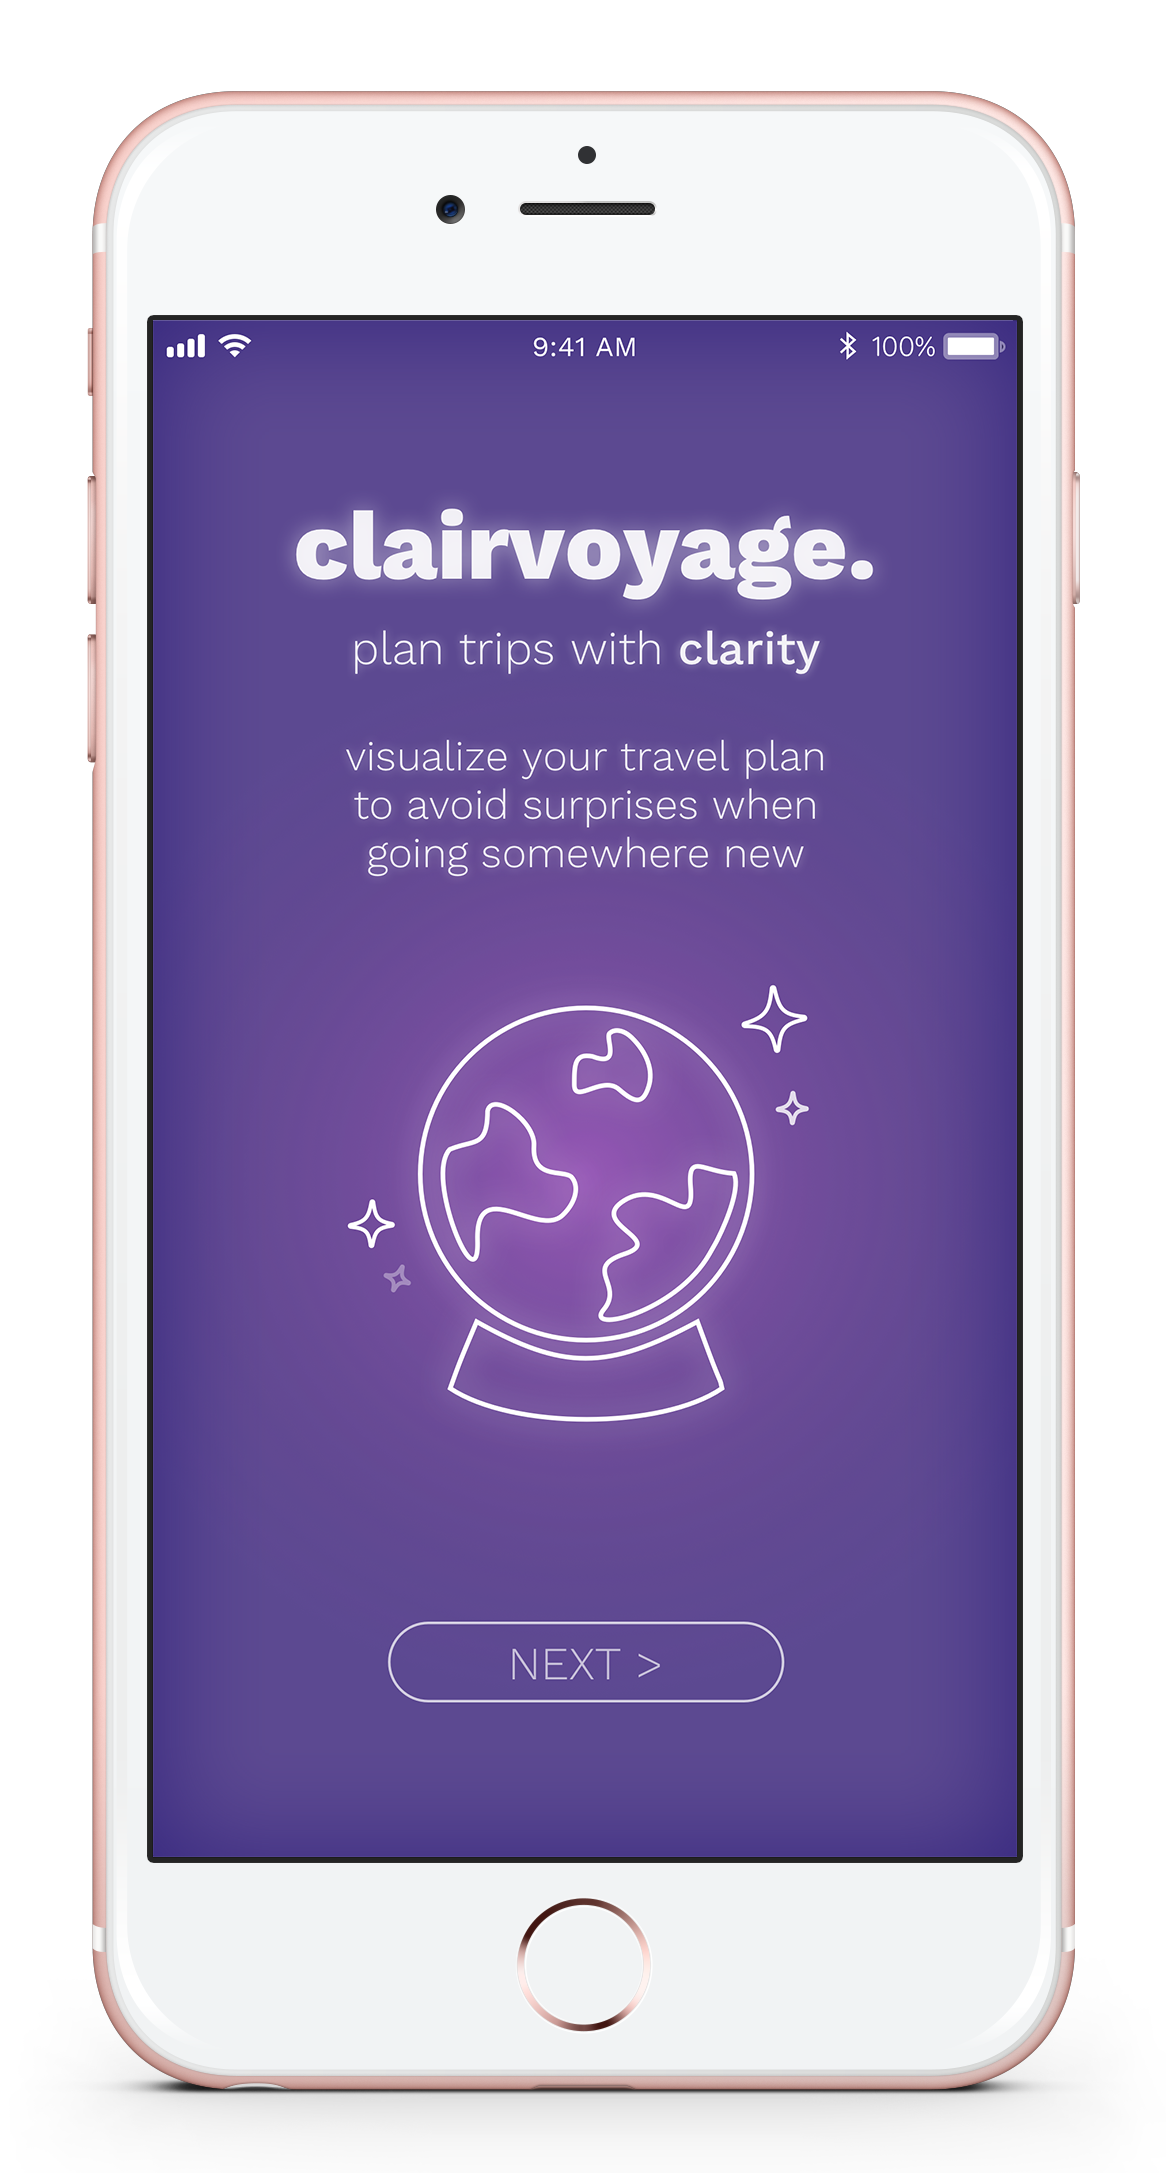 9:41 AM 100%
clairvoyage.
plan trips with clarity
visualize your travel plan
to avoid surprises when
going somewhere new
NEXT >